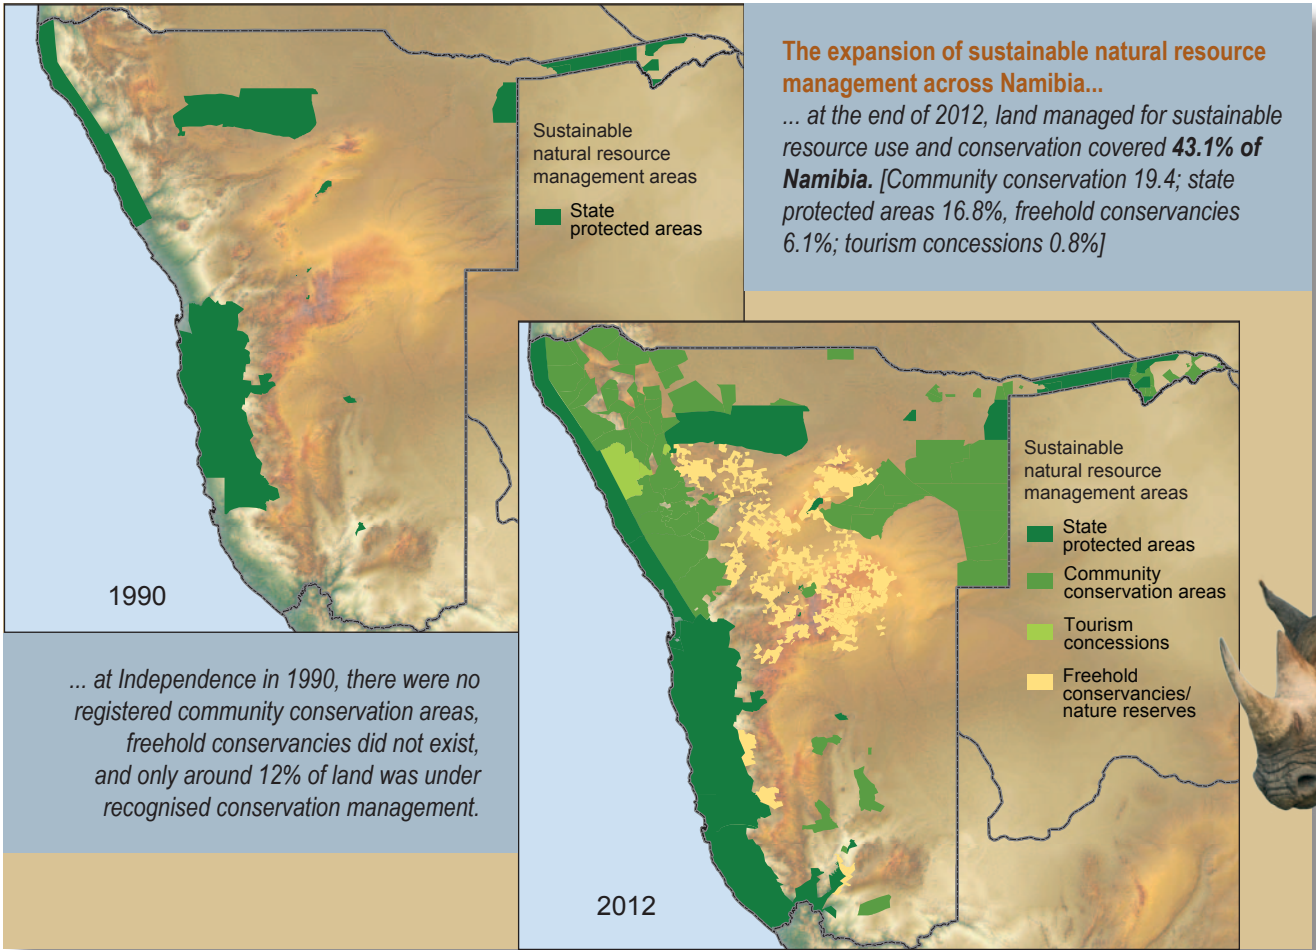 The expansion of sustainable natural resource
management across Namibia...
... at the end of 2012, land managed for sustainable
resource use and conservation covered 43.1% of
Namibia. [Community conservation 19.4; state
protected areas 16.8%, freehold conservancies
6.1%; tourism concessions 0.8%]
Sustainable
natural resource
management areas
State
protected areas
1990
... at Independence in 1990, there were no
registered community conservation areas,
freehold conservancies did not exist,
and only around 12% of land was under
recognised conservation management.
Sustainable
natural resource
management areas
State
protected areas
Community
conservation areas
Tourism
concessions
Freehold
conservancies/
nature reserves
2012